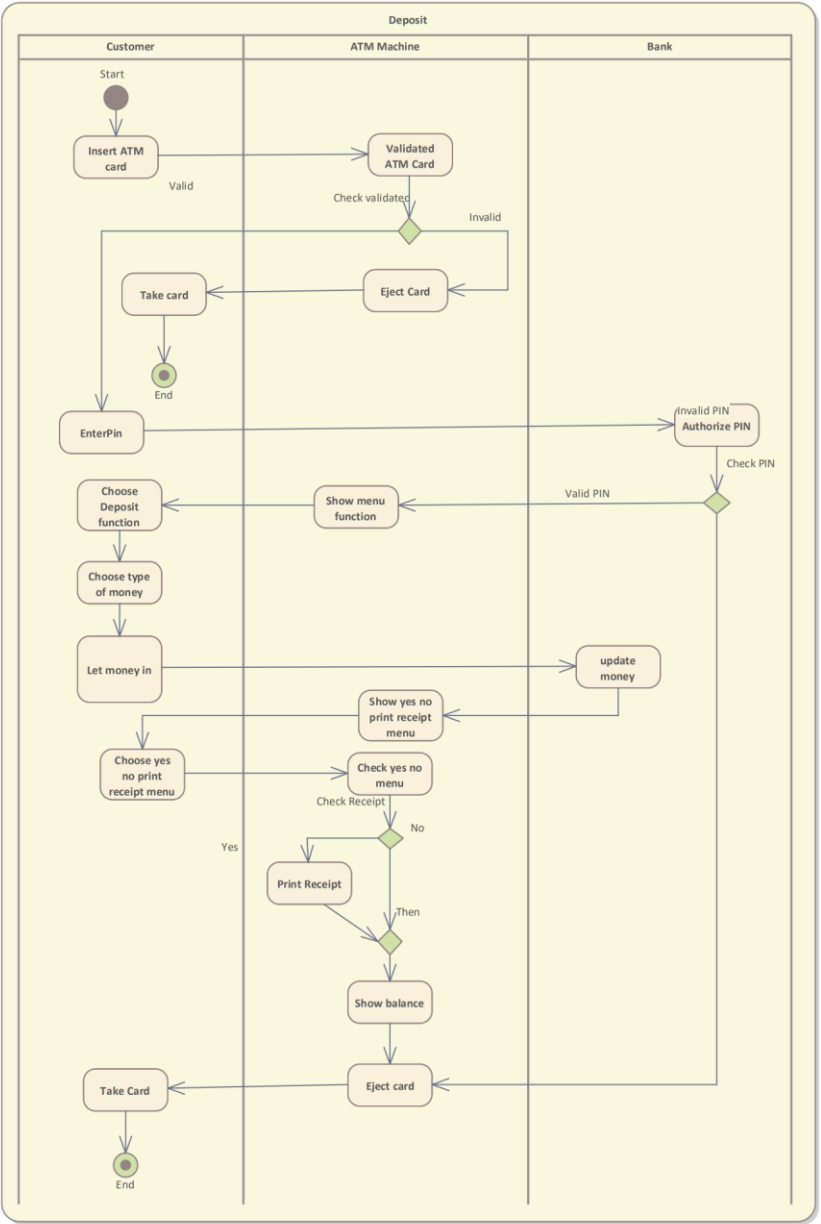 Deposit
Customer
ATM Machine
Bank
Start
Insert ATM
card
Validated
ATM Card
Valid
Check validated
Invalid
Take card
Eject Card
End
EnterPin
Invalid PIN
Authorize PIN
Check PIN
Choose
Deposit
function
Show menu
function
Valid PIN
Choose type
of money
Let money in
update
money
Show yes no
print receipt
menu
Choose yes
no print
receipt menu
Check yes no
menu
Check Receipt
No
Yes
Print Receipt
Then
Show balance
Take Card
Eject card
End